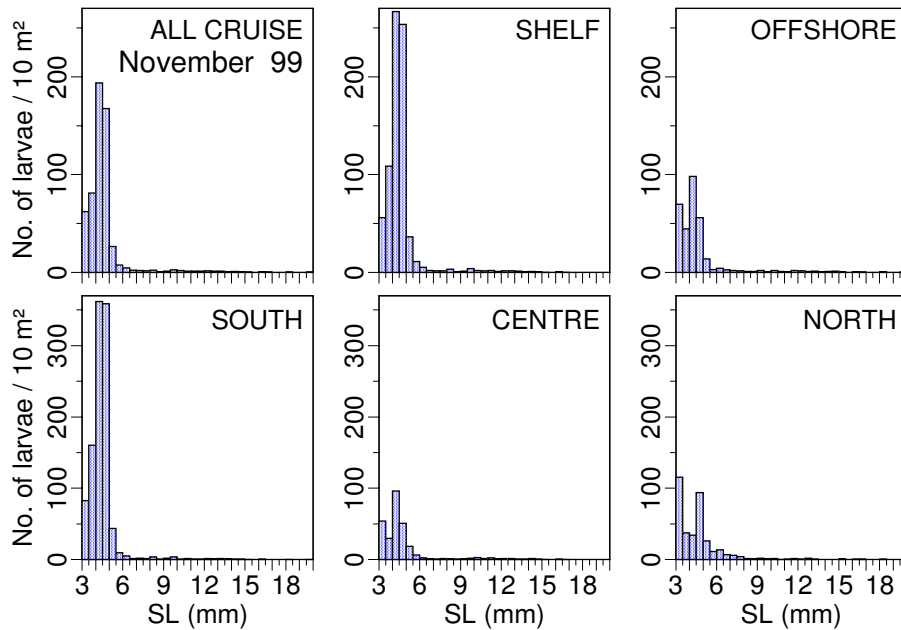 ALL CRUISE
November 99
SHELF
OFFSHORE
No. of larvae / 10 m²
200
100
0
200
100
0
200
100
0
SOUTH
CENTRE
NORTH
No. of larvae / 10 m²
300
200
100
0
300
200
100
0
300
200
100
0
3 6 9 12 15 18
3 6 9 12 15 18
3 6 9 12 15 18
SL (mm)
SL (mm)
SL (mm)